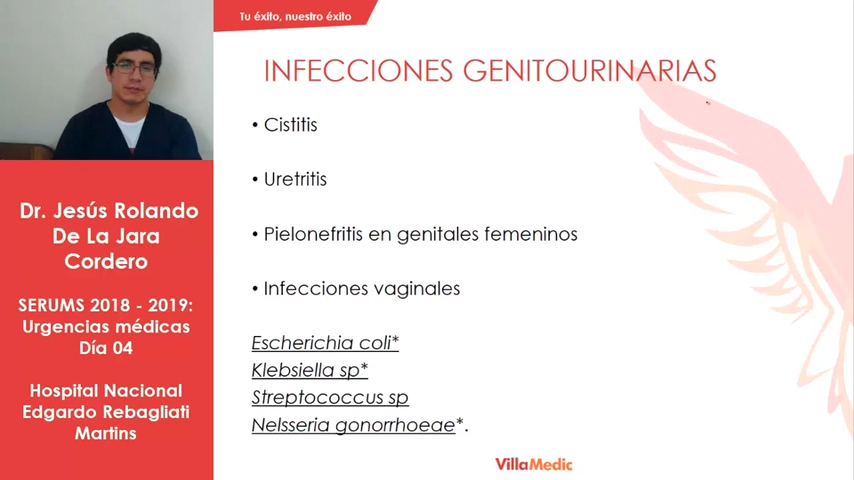 Tu éxito, nuestro éxito
INFECCIONES GENITOURINARIAS
• Cistitis
• Uretritis
• Pielonefritis en genitales femeninos
• Infecciones vaginales
Escherichia coli*
Klebsiella sp*
Streptococcus sp
Nelsseria gonorrhoeae*.
VillaMedic
Dr. Jesús Rolando
De La Jara
Cordero
SERUMS 2018 - 2019:
Urgencias médicas
Día 04
Hospital Nacional
Edgardo Rebagliati
Martins